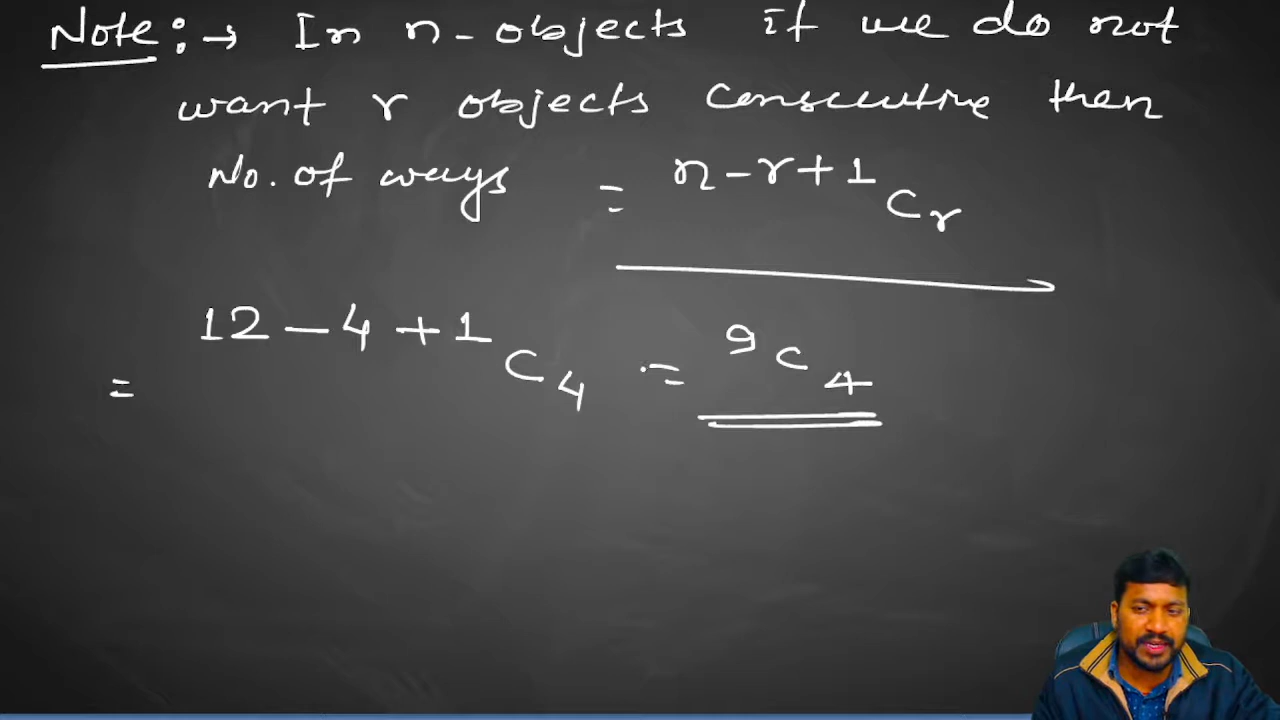 Note:→ In n-objects if we do not
want r objects consecutive then
No. of ways = n-r+1Cr
= 12-4+1C4 = 9C4